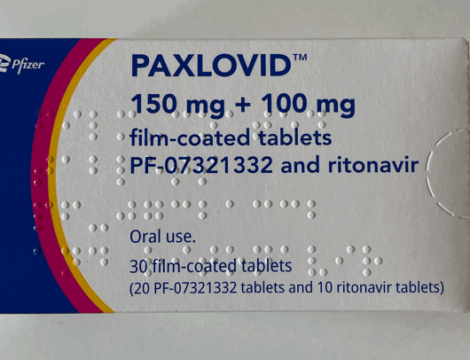 Pfizer
PAXLOVID™
150 mg + 100 mg
film-coated tablets
PF-07321332 and ritonavir
Oral use.
30 film-coated tablets
(20 PF-07321332 tablets and 10 ritonavir tablets)